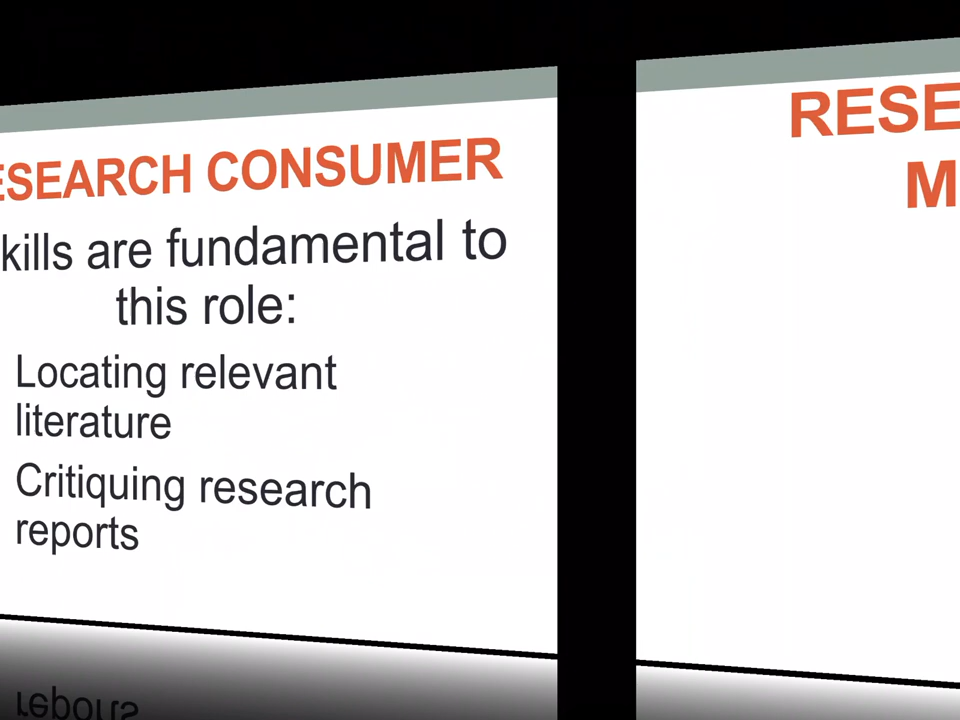 ESEARCH CONSUMER
kills are fundamental to
this role:
Locating relevant
literature
Critiquing research
reports
RESE
M